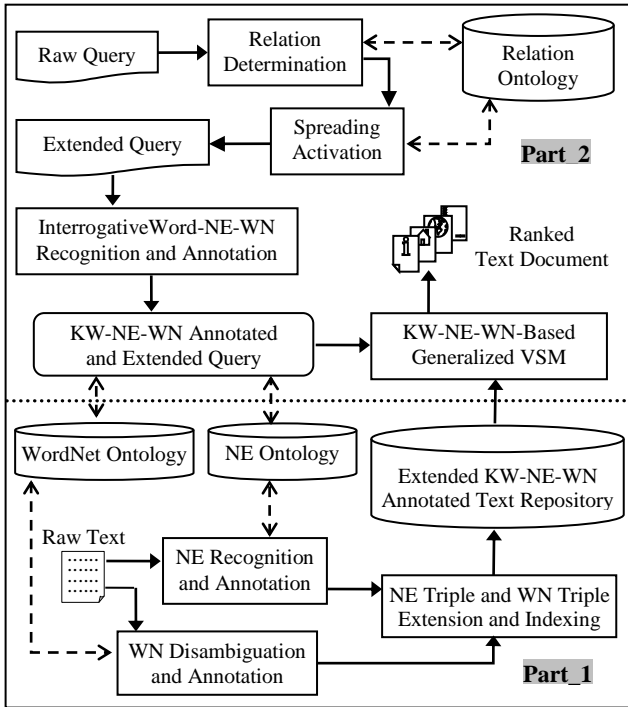 Raw Query
Relation
Determination
Relation
Ontology
Extended Query
Spreading
Activation
Part_2
InterrogativeWord-NE-WN
Recognition and Annotation
Ranked
Text Document
KW-NE-WN Annotated
and Extended Query
KW-NE-WN-Based
Generalized VSM
WordNet Ontology
NE Ontology
Extended KW-NE-WN
Annotated Text Repository
Raw Text
NE Recognition
and Annotation
NE Triple and WN Triple
Extension and Indexing
WN Disambiguation
and Annotation
Part_1